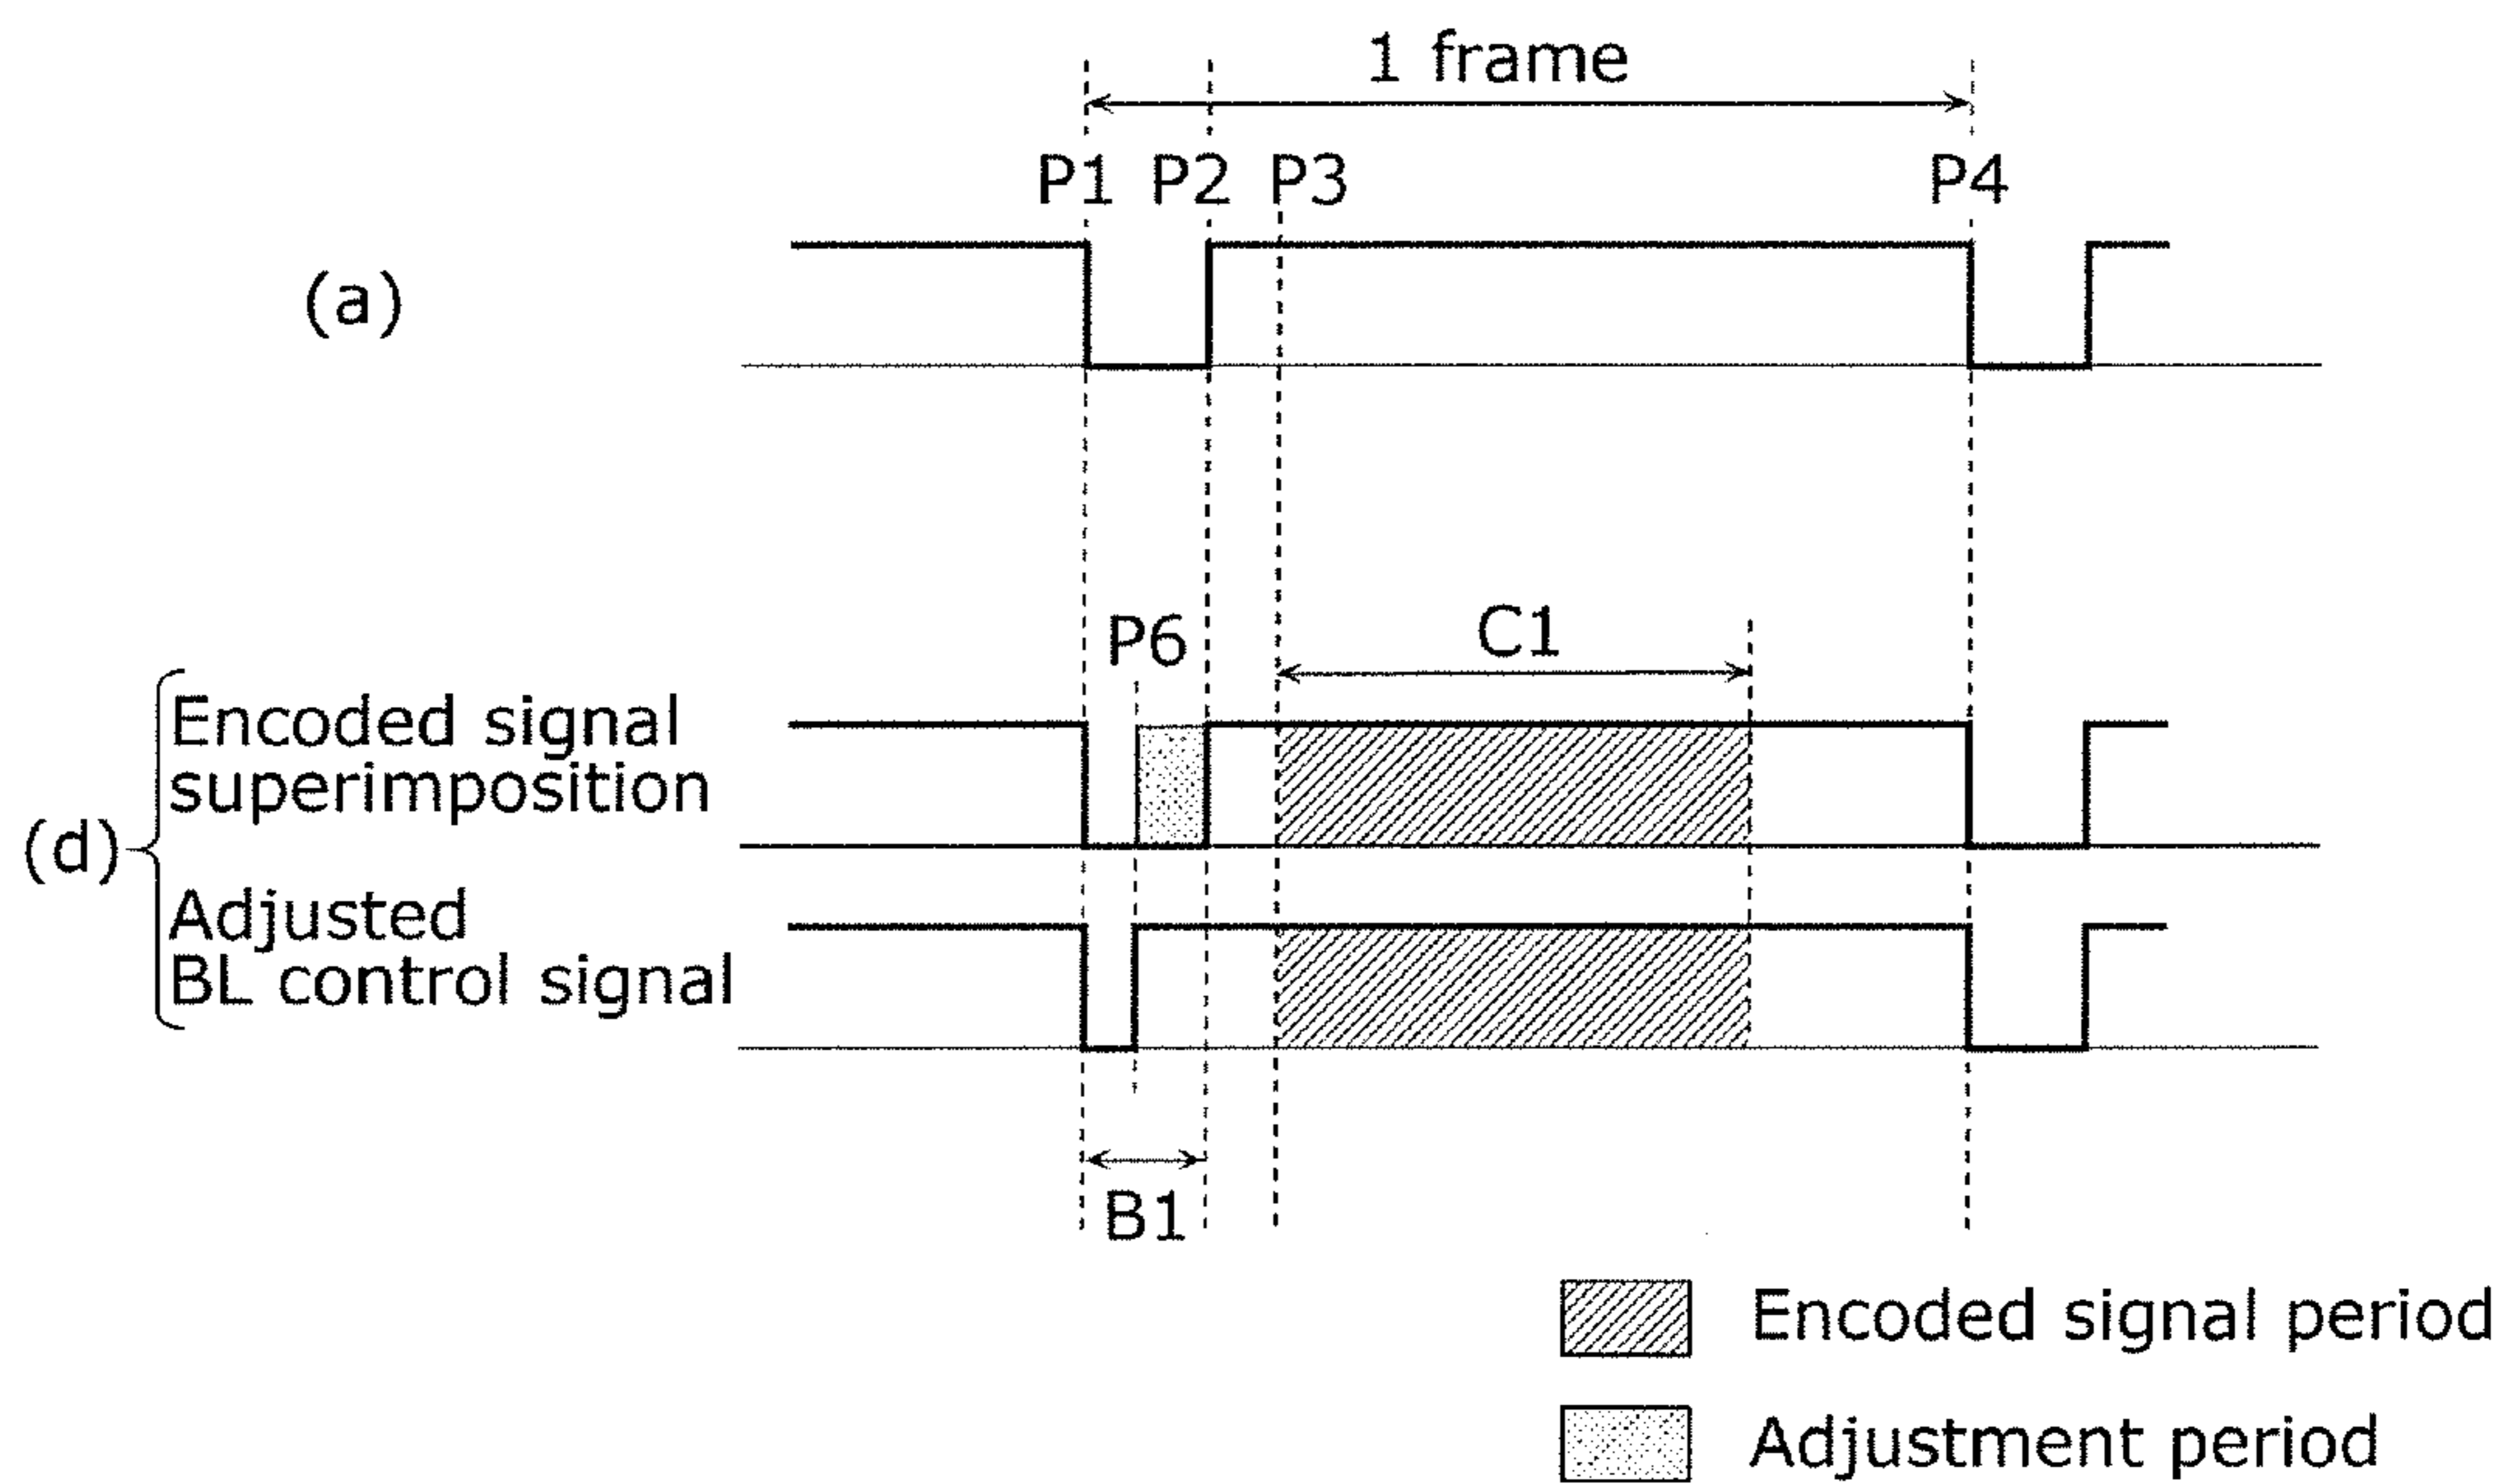 1 frame
P1 P2 P3 P4
(a)
P6
C1
Encoded signal
superimposition
(d)
Adjusted
BL control signal
B1
Encoded signal period
Adjustment period